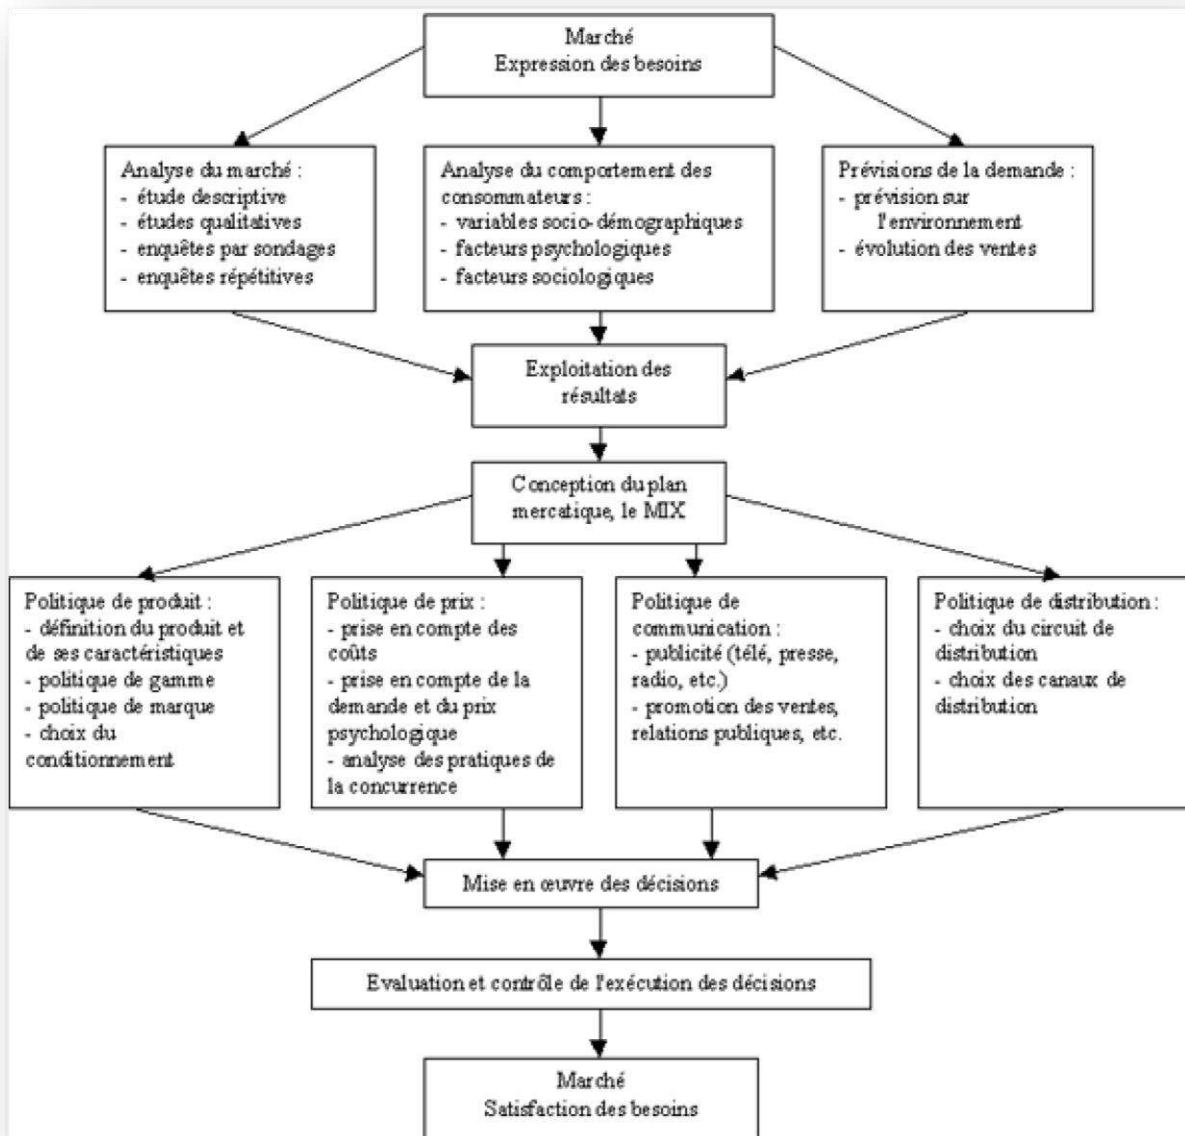 Marché
Expression des besoins
Analyse du marché :
- étude descriptive
- études qualitatives
- enquêtes par sondages
- enquêtes répétitives
Analyse du comportement des
consommateurs :
- variables socio-démographiques
- facteurs psychologiques
- facteurs sociologiques
Prévisions de la demande :
- prévision sur
l'environnement
- évolution des ventes
Exploitation des
résultats
Conception du plan
mercatique, le MIX
Politique de produit :
- définition du produit et
de ses caractéristiques
- politique de gamme
- politique de marque
- choix du
conditionnement
Politique de prix :
- prise en compte des
coûts
- prise en compte de la
demande et du prix
psychologique
- analyse des pratiques de
la concurrence
Politique de
communication :
- publicité (télé, presse,
radio, etc.)
- promotion des ventes,
relations publiques, etc.
Politique de distribution :
- choix du circuit de
distribution
- choix des canaux de
distribution
Mise en œuvre des décisions
Evaluation et contrôle de l'exécution des décisions
Marché
Satisfaction des besoins